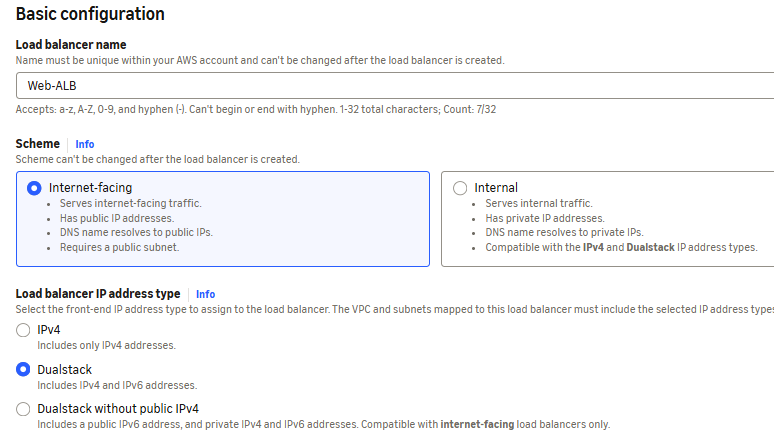 Basic configuration
Load balancer name
Name must be unique within your AWS account and can't be changed after the load balancer is created.
Web-ALB
Accepts: a-z, A-Z, 0-9, and hyphen (-). Can't begin or end with hyphen. 1-32 total characters; Count: 7/32
Scheme Info
Scheme can't be changed after the load balancer is created.
Internet-facing
• Serves internet-facing traffic.
• Has public IP addresses.
• DNS name resolves to public IPs.
• Requires a public subnet.
Internal
• Serves internal traffic.
• Has private IP addresses.
• DNS name resolves to private IPs.
• Compatible with the IPv4 and Dualstack IP address types.
Load balancer IP address type Info
Select the front-end IP address type to assign to the load balancer. The VPC and subnets mapped to this load balancer must include the selected IP address types
IPv4
Includes only IPv4 addresses.
Dualstack
Includes IPv4 and IPv6 addresses.
Dualstack without public IPv4
Includes a public IPv6 address, and private IPv4 and IPv6 addresses. Compatible with internet-facing load balancers only.